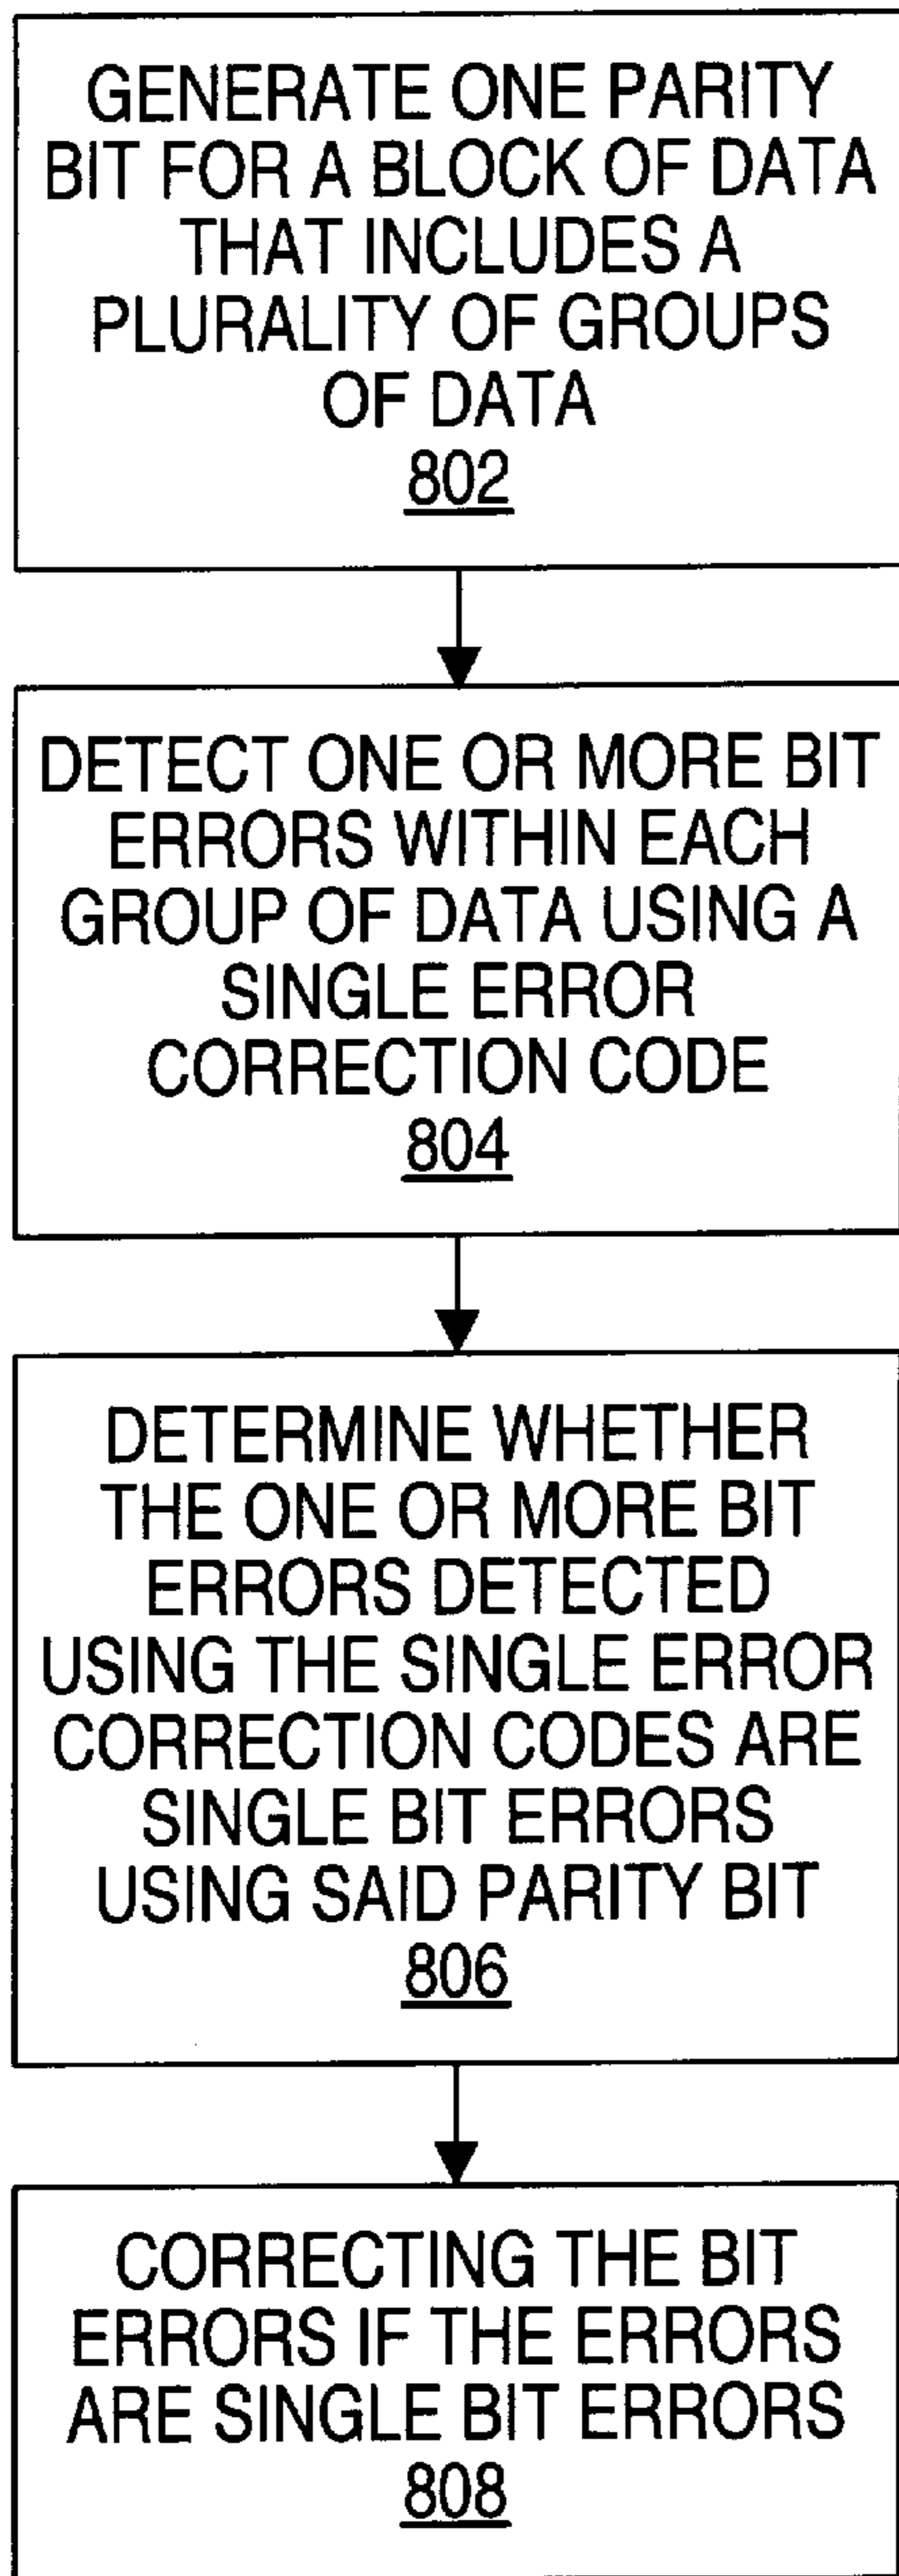 GENERATE ONE PARITY
BIT FOR A BLOCK OF DATA
THAT INCLUDES A
PLURALITY OF GROUPS
OF DATA
802
DETECT ONE OR MORE BIT
ERRORS WITHIN EACH
GROUP OF DATA USING A
SINGLE ERROR
CORRECTION CODE
804
DETERMINE WHETHER
THE ONE OR MORE BIT
ERRORS DETECTED
USING THE SINGLE ERROR
CORRECTION CODES ARE
SINGLE BIT ERRORS
USING SAID PARITY BIT
806
CORRECTING THE BIT
ERRORS IF THE ERRORS
ARE SINGLE BIT ERRORS
808